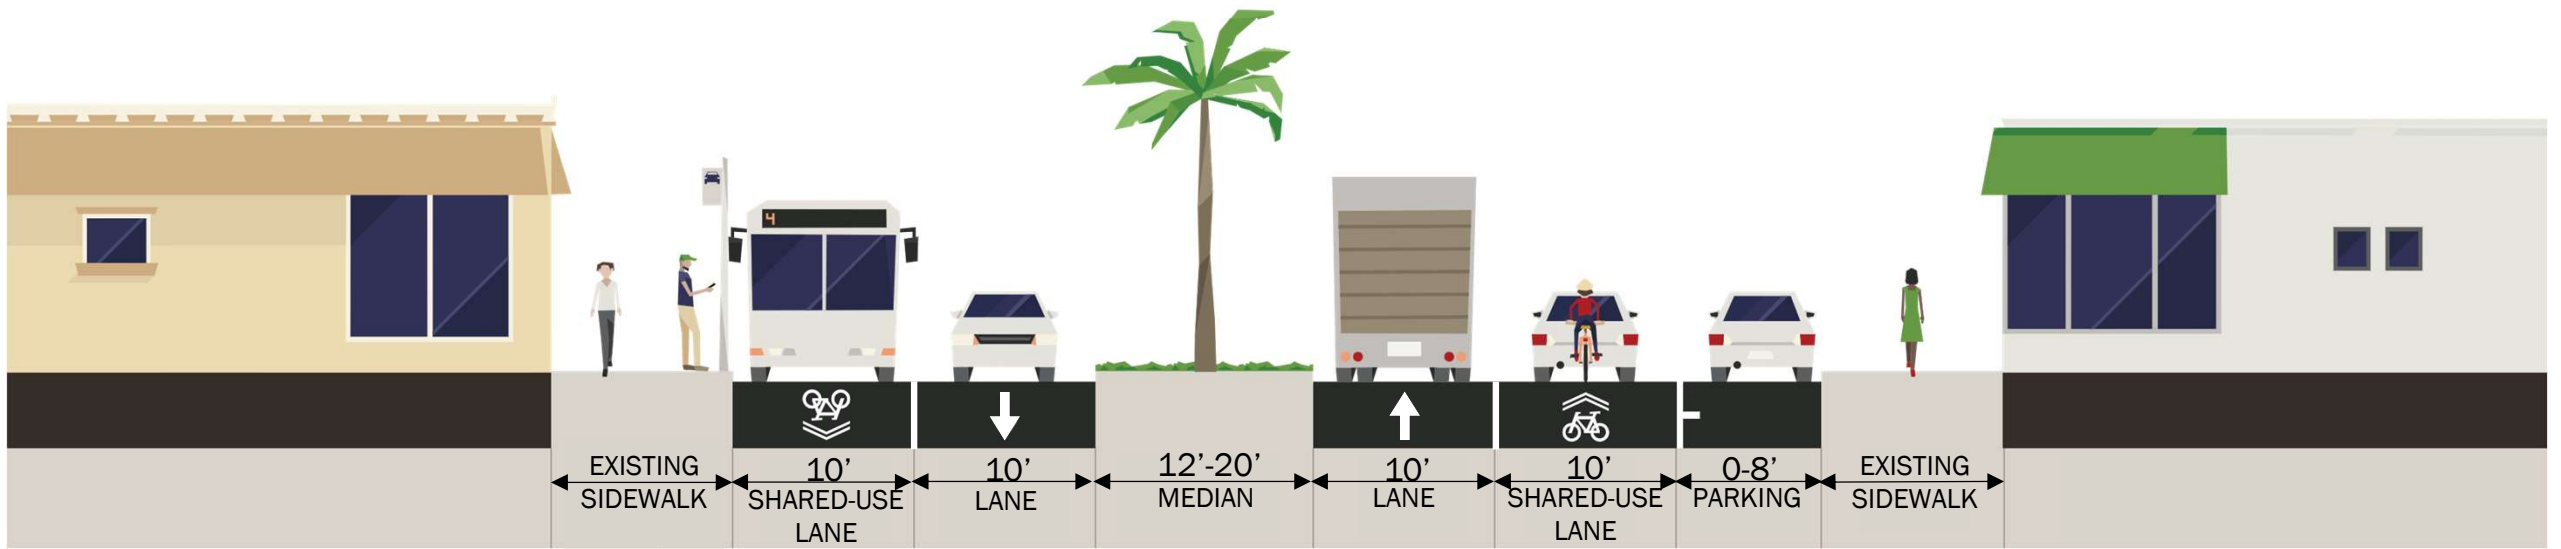 4
EXISTING
SIDEWALK
10’
SHARED-USE
LANE
10’
LANE
12’-20’
MEDIAN
10’
LANE
10’
SHARED-USE
LANE
0-8’
PARKING
EXISTING
SIDEWALK